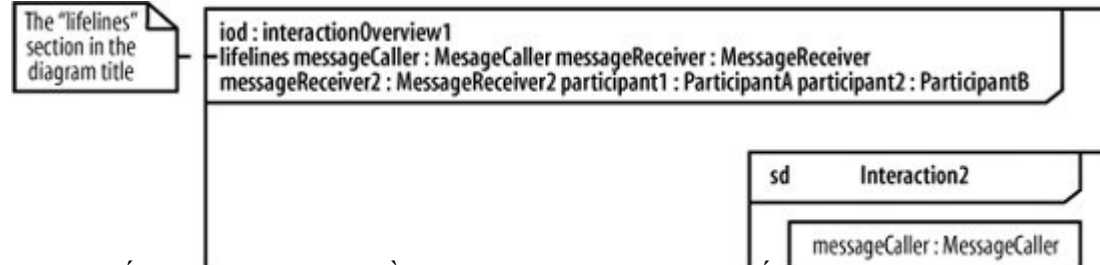 The “lifelines”
section in the
diagram title
iod : interactionOverview1
lifelines messageCaller : MesageCaller messageReceiver : MessageReceiver
messageReceiver2 : MessageReceiver2 participant1 : ParticipantA participant2 : ParticipantB
sd Interaction2
messageCaller : MessageCaller